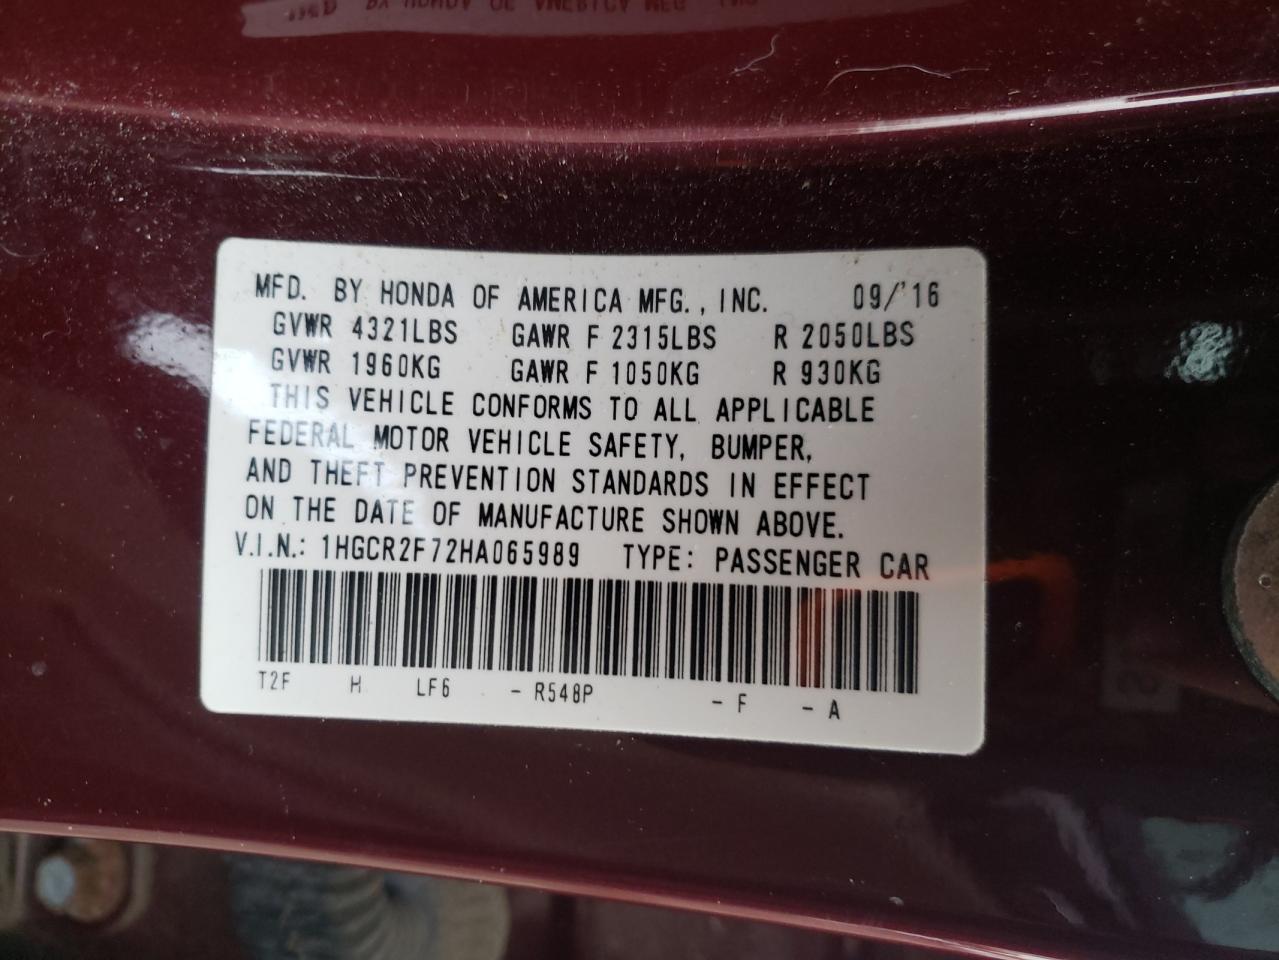 MFD. BY HONDA OF AMERICA MFG., INC. 09/'16
GVWR 4321LBS GAWR F 2315LBS R 2050LBS
GVWR 1960KG GAWR F 1050KG R 930KG
THIS VEHICLE CONFORMS TO ALL APPLICABLE
FEDERAL MOTOR VEHICLE SAFETY, BUMPER,
AND THEFT PREVENTION STANDARDS IN EFFECT
ON THE DATE OF MANUFACTURE SHOWN ABOVE.
V.I.N.: 1HGCR2F72HA065989 TYPE: PASSENGER CAR
T2F H LF6 - R548P - F - A